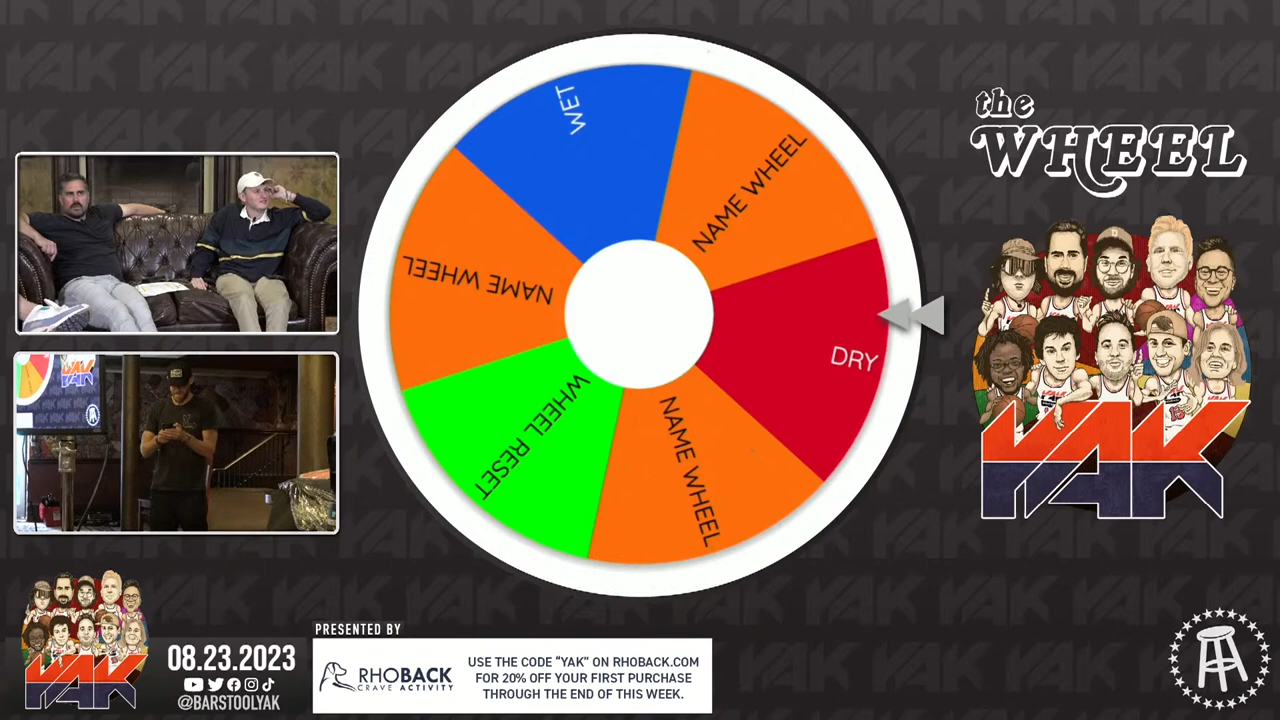 the
WHEEL
WET
NAME WHEEL
DRY
NAME WHEEL
WHEEL RESET
NAME WHEEL
YAK
YAK
08.23.2023
@BARSTOOLYAK
PRESENTED BY
RHOBACK
CRAVE ACTIVITY
USE THE CODE “YAK” ON RHOBACK.COM
FOR 20% OFF YOUR FIRST PURCHASE
THROUGH THE END OF THIS WEEK.